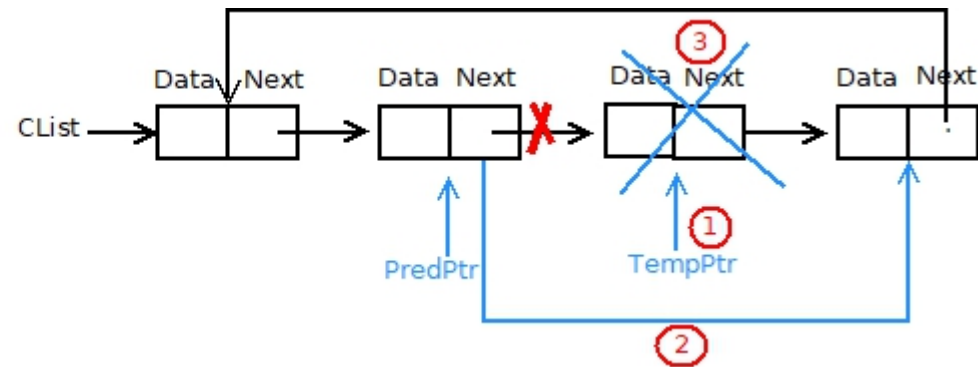 3
Data Next
Data Next
Data Next
Data Next
CList
1
PredPtr
TempPtr
2